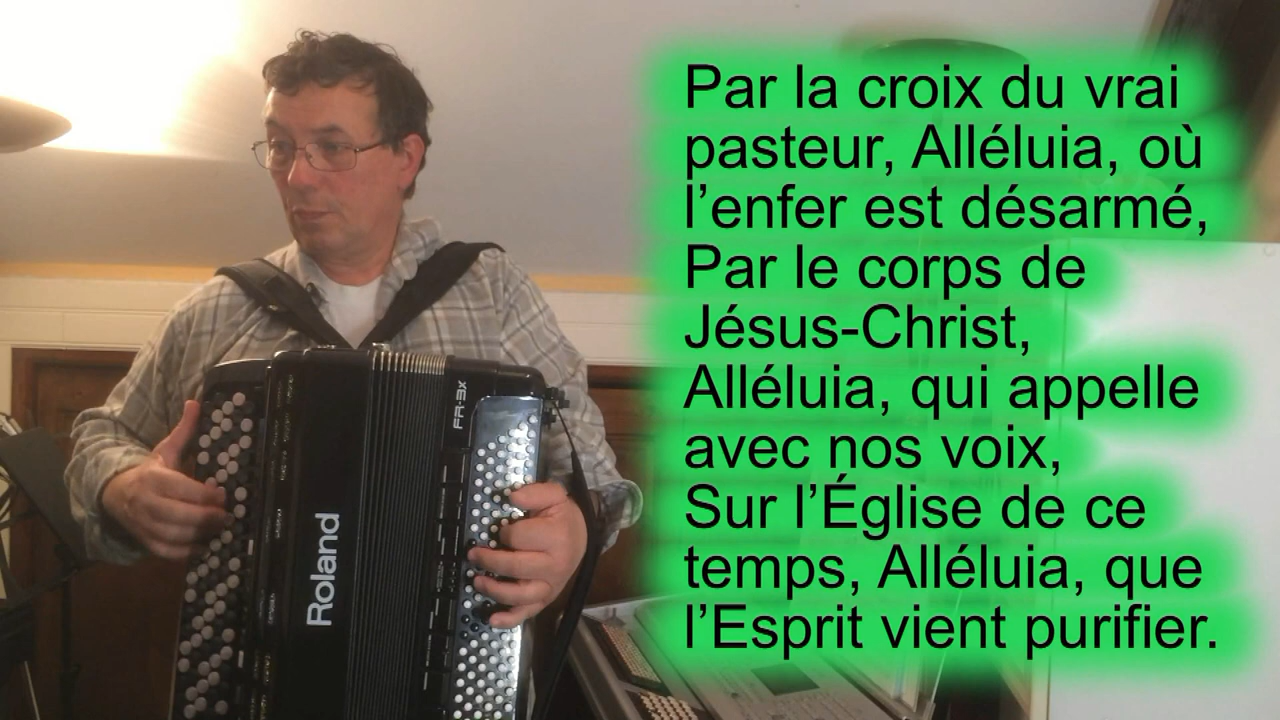 Par la croix du vrai
pasteur, Alléluia, où
l’enfer est désarmé,
Par le corps de
Jésus-Christ,
Alléluia, qui appelle
avec nos voix,
Sur l’Église de ce
temps, Alléluia, que
l’Esprit vient purifier.
Roland
FR-3x